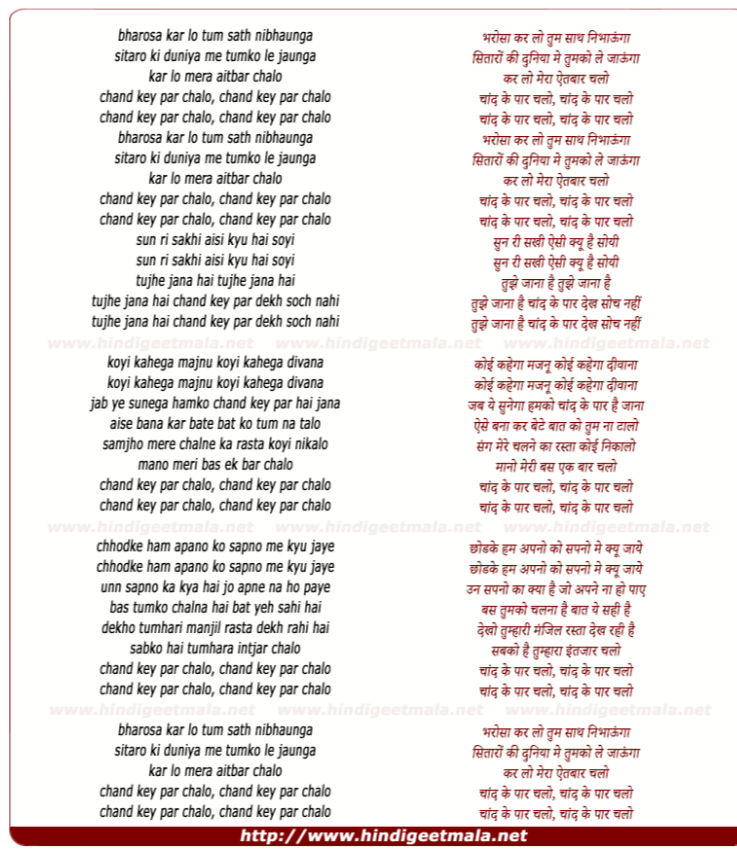 bharosa kar lo tum sath nibhaunga
sitaro ki duniya me tumko le jaunga
kar lo mera aitbar chalo
chand key par chalo, chand key par chalo
chand key par chalo, chand key par chalo
bharosa kar lo tum sath nibhaunga
sitaro ki duniya me tumko le jaunga
kar lo mera aitbar chalo
chand key par chalo, chand key par chalo
chand key par chalo, chand key par chalo
sun ri sakhi aisi kyu hai soyi
sun ri sakhi aisi kyu hai soyi
tujhe jana hai tujhe jana hai
tujhe jana hai chand key par dekh soch nahi
tujhe jana hai chand key par dekh soch nahi
koyi kahega majnu koyi kahega divana
koyi kahega majnu koyi kahega divana
jab ye sunega hamko chand key par hai jana
aise bana kar bate bat ko tum na talo
samjho mere chalne ka rasta koyi nikalo
mano meri bas ek bar chalo
chand key par chalo, chand key par chalo
chand key par chalo, chand key par chalo
chhodke ham apano ko sapno me kyu jaye
chhodke ham apano ko sapno me kyu jaye
unn sapno ka kya hai jo apne na ho paye
bas tumko chalna hai bat yeh sahi hai
dekho tumhari manjil rasta dekh rahi hai
sabko hai tumhara intjar chalo
chand key par chalo, chand key par chalo
chand key par chalo, chand key par chalo
bharosa kar lo tum sath nibhaunga
sitaro ki duniya me tumko le jaunga
kar lo mera aitbar chalo
chand key par chalo, chand key par chalo
chand key par chalo, chand key par chalo
भरोसा कर लो तुम साथ निभाऊंगा
सितारों की दुनिया मे तुमको ले जाऊंगा
कर लो मेरा ऐतबार चलो
चांद के पार चलो, चांद के पार चलो
चांद के पार चलो, चांद के पार चलो
भरोसा कर लो तुम साथ निभाऊंगा
सितारों की दुनिया मे तुमको ले जाऊंगा
कर लो मेरा ऐतबार चलो
चांद के पार चलो, चांद के पार चलो
चांद के पार चलो, चांद के पार चलो
सुन री सखी ऐसी क्यू है सोयी
सुन री सखी ऐसी क्यू है सोयी
तुझे जाना है तुझे जाना है
तुझे जाना है चांद के पार देख सोच नहीं
तुझे जाना है चांद के पार देख सोच नहीं
कोई कहेगा मजनू कोई कहेगा दीवाना
कोई कहेगा मजनू कोई कहेगा दीवाना
जब ये सुनेगा हमको चांद के पार है जाना
ऐसे बना कर बेटे बात को तुम ना टालो
संग मेरे चलने का रस्ता कोई निकालो
मानो मेरी बस एक बार चलो
चांद के पार चलो, चांद के पार चलो
चांद के पार चलो, चांद के पार चलो
छोडके हम अपनो को सपनो मे क्यू जाये
छोडके हम अपनो को सपनो मे क्यू जाये
उन सपनो का क्या है जो अपने ना हो पाए
बस तुमको चलना है बात ये सही है
देखो तुम्हारी मंजिल रस्ता देख रही है
सबको है तुम्हारा इंतजार चलो
चांद के पार चलो, चांद के पार चलो
चांद के पार चलो, चांद के पार चलो
भरोसा कर लो तुम साथ निभाऊंगा
सितारों की दुनिया मे तुमको ले जाऊंगा
कर लो मेरा ऐतबार चलो
चांद के पार चलो, चांद के पार चलो
चांद के पार चलो, चांद के पार चलो
www.hindigeetmala.net www.hindigeetmala.net www.hindigeetmala.net
www.hindigeetmala.net www.hindigeetmala.net www.hindigeetmala.net
www.hindigeetmala.net www.hindigeetmala.net www.hindigeetmala.net
http://www.hindigeetmala.net